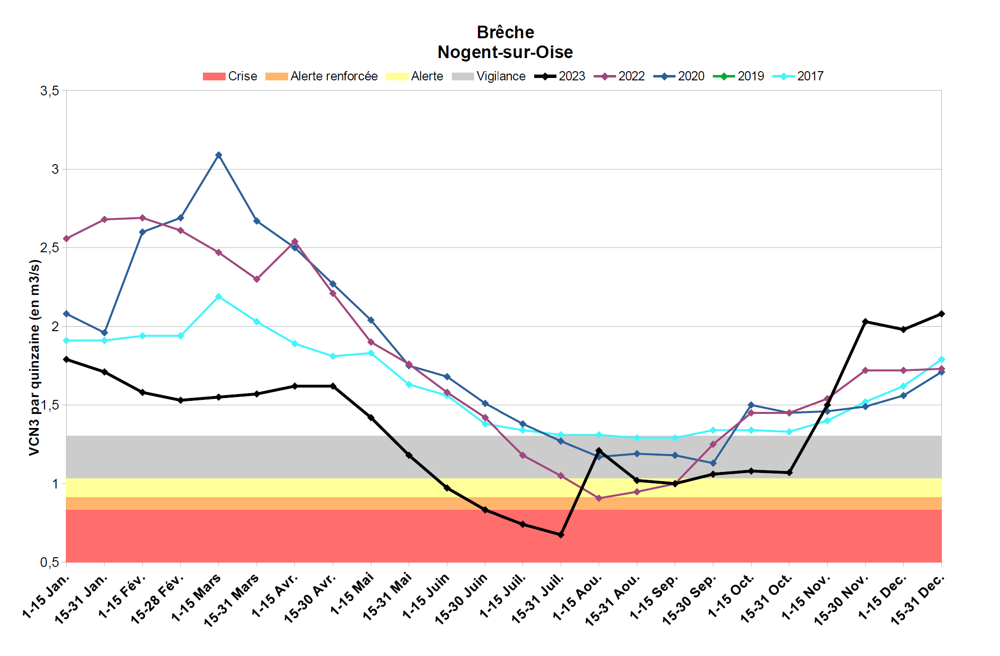 Brêche
Nogent-sur-Oise
Crise Alerte renforcée Alerte Vigilance 2023 2022 2020 2019 2017
VCN3 par quinzaine (en m3/s)
3,5
3
2,5
2
1,5
1
0,5
1-15 Jan.
15-31 Jan.
1-15 Fév.
15-28 Fév.
1-15 Mars
15-31 Mars
1-15 Avr.
15-30 Avr.
1-15 Mai
15-31 Mai
1-15 Juin
15-30 Juin
1-15 Juil.
15-31 Juil.
1-15 Aou.
15-31 Aou.
1-15 Sep.
15-30 Sep.
1-15 Oct.
15-31 Oct.
1-15 Nov.
15-30 Nov.
1-15 Dec.
15-31 Dec.